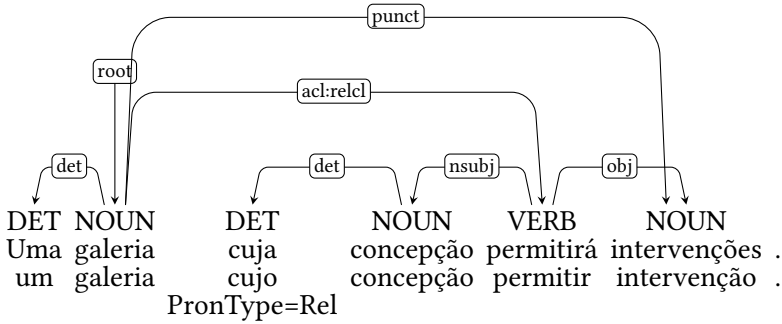 punct
root
acl:relcl
det det nsubj obj
DET NOUN DET NOUN VERB NOUN
Uma galeria cuja concepção permitirá intervenções .
um galeria cujo concepção permitir intervenção .
PronType=Rel